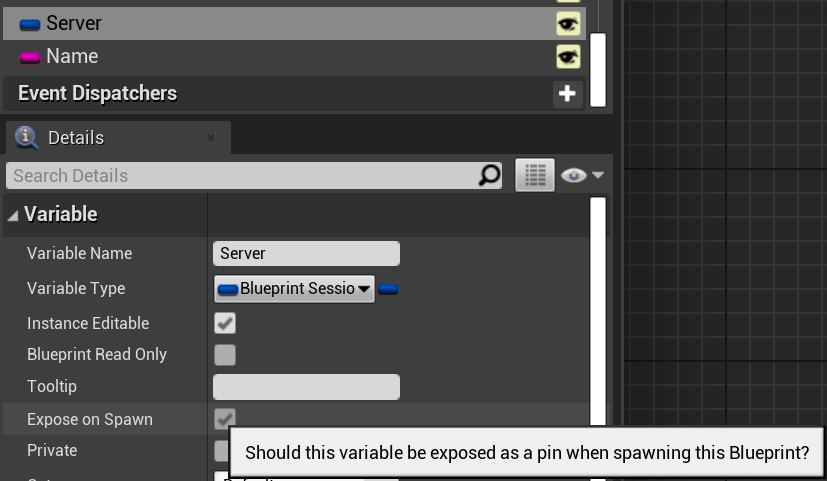 Server
Name
Event Dispatchers
Details
Search Details
Variable
Variable Name Server
Variable Type Blueprint Sessio
Instance Editable
Blueprint Read Only
Tooltip
Expose on Spawn
Private
Should this variable be exposed as a pin when spawning this Blueprint?